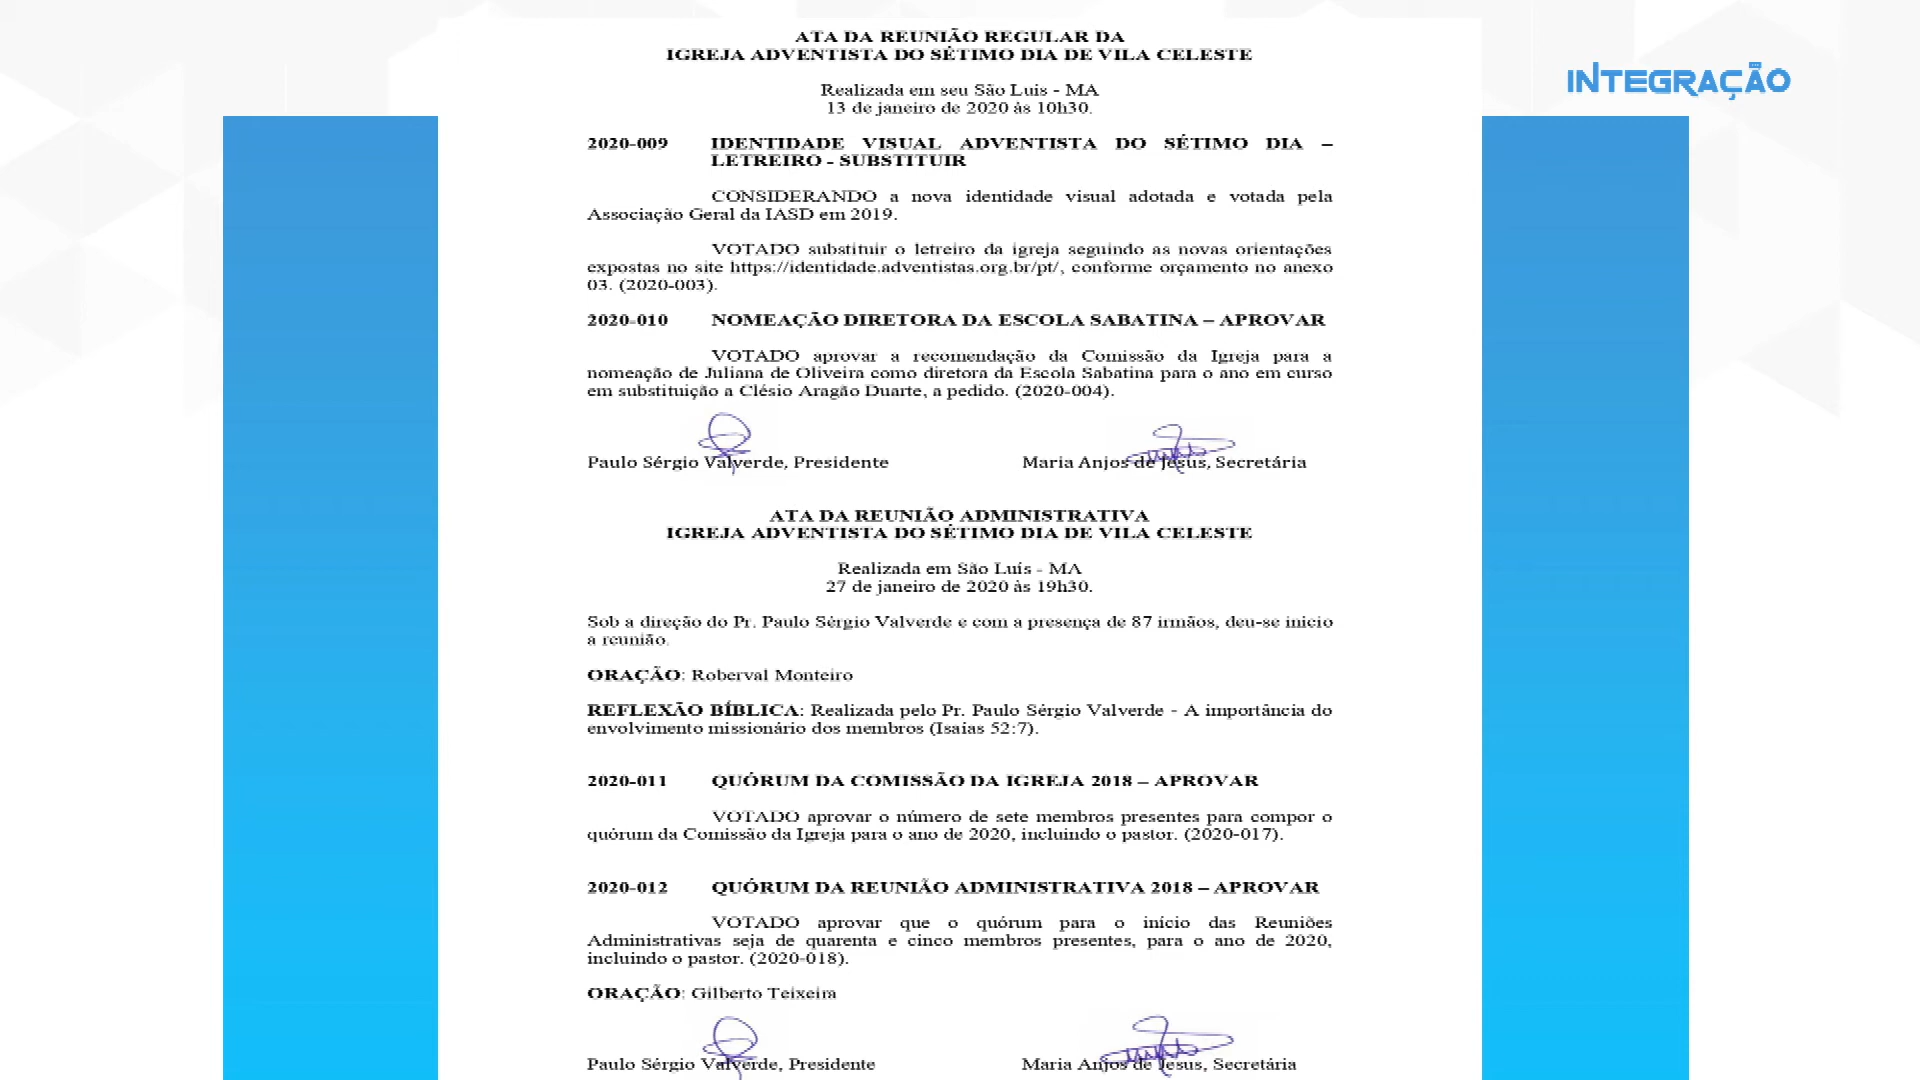 ATA DA REUNIÃO REGULAR DA
IGREJA ADVENTISTA DO SÉTIMO DIA DE VILA CELESTE
INTEGRAÇÃO
Realizada em seu São Luis - MA
13 de janeiro de 2020 às 10h30.
2020-009 IDENTIDADE VISUAL ADVENTISTA DO SÉTIMO DIA –
LETREIRO - SUBSTITUIR
CONSIDERANDO a nova identidade visual adotada e votada pela
Associação Geral da IASD em 2019.
VOTADO substituir o letreiro da igreja seguindo as novas orientações
expostas no site https://identidade.adventistas.org.br/pt/, conforme orçamento no anexo
03. (2020-003).
2020-010 NOMEAÇÃO DIRETORA DA ESCOLA SABATINA – APROVAR
VOTADO aprovar a recomendação da Comissão da Igreja para a
nomeação de Juliana de Oliveira como diretora da Escola Sabatina para o ano em curso
em substituição a Clésio Aragão Duarte, a pedido. (2020-004).
Paulo Sérgio Valverde, Presidente Maria Anjos de Jesus, Secretária
ATA DA REUNIÃO ADMINISTRATIVA
IGREJA ADVENTISTA DO SÉTIMO DIA DE VILA CELESTE
Realizada em São Luís - MA
27 de janeiro de 2020 às 19h30.
Sob a direção do Pr. Paulo Sérgio Valverde e com a presença de 87 irmãos, deu-se início
a reunião.
ORAÇÃO: Roberval Monteiro
REFLEXÃO BÍBLICA: Realizada pelo Pr. Paulo Sérgio Valverde - A importância do
envolvimento missionário dos membros (Isaías 52:7).
2020-011 QUÓRUM DA COMISSÃO DA IGREJA 2018 – APROVAR
VOTADO aprovar o número de sete membros presentes para compor o
quórum da Comissão da Igreja para o ano de 2020, incluindo o pastor. (2020-017).
2020-012 QUÓRUM DA REUNIÃO ADMINISTRATIVA 2018 – APROVAR
VOTADO aprovar que o quórum para o início das Reuniões
Administrativas seja de quarenta e cinco membros presentes, para o ano de 2020,
incluindo o pastor. (2020-018).
ORAÇÃO: Gilberto Teixeira
Paulo Sérgio Valverde, Presidente Maria Anjos de Jesus, Secretária